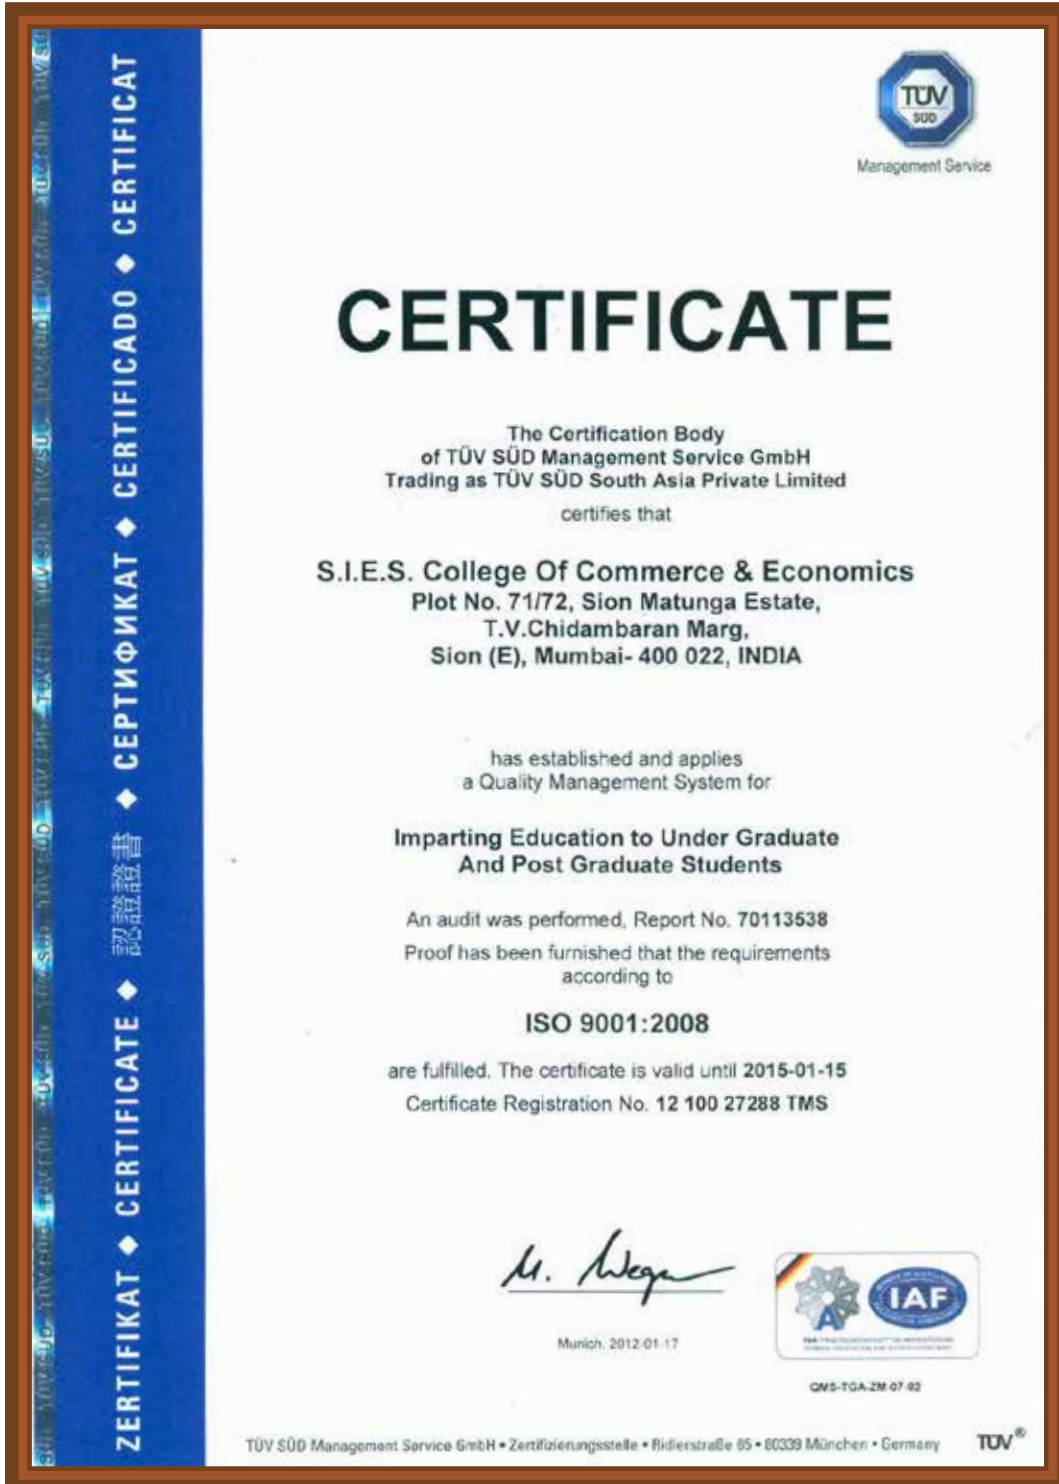 TÜV
SÜD
Management Service
CERTIFICATE
The Certification Body
of TÜV SÜD Management Service GmbH
Trading as TÜV SÜD South Asia Private Limited
certifies that
S.I.E.S. College Of Commerce & Economics
Plot No. 71/72, Sion Matunga Estate,
T.V.Chidambaran Marg,
Sion (E), Mumbai- 400 022, INDIA
has established and applies
a Quality Management System for
Imparting Education to Under Graduate
And Post Graduate Students
An audit was performed, Report No. 70113538
Proof has been furnished that the requirements
according to
ISO 9001:2008
are fulfilled. The certificate is valid until 2015-01-15
Certificate Registration No. 12 100 27288 TMS
Munich, 2012-01-17
IAF
QMS-TGA-ZM-07-92
TÜV SÜD Management Service GmbH • Zertifizierungsstelle • Ridlerstraße 65 • 80339 München • Germany
TÜV®
ZERTIFIKAT ◆ CERTIFICATE ◆ 認證證書 ◆ СЕРТИФИКАТ ◆ CERTIFICADO ◆ CERTIFICAT